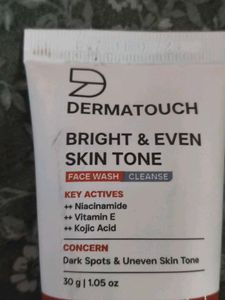 DERMATOUCH
BRIGHT & EVEN
SKIN TONE
FACE WASH CLEANSE
KEY ACTIVES
++ Niacinamide
++ Vitamin E
++ Kojic Acid
CONCERN
Dark Spots & Uneven Skin Tone
30 g | 1.05 oz